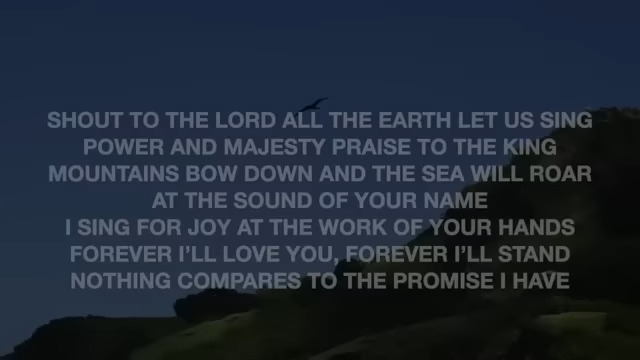 SHOUT TO THE LORD ALL THE EARTH LET US SING
POWER AND MAJESTY PRAISE TO THE KING
MOUNTAINS BOW DOWN AND THE SEA WILL ROAR
AT THE SOUND OF YOUR NAME
I SING FOR JOY AT THE WORK OF YOUR HANDS
FOREVER I’LL LOVE YOU, FOREVER I’LL STAND
NOTHING COMPARES TO THE PROMISE I HAVE